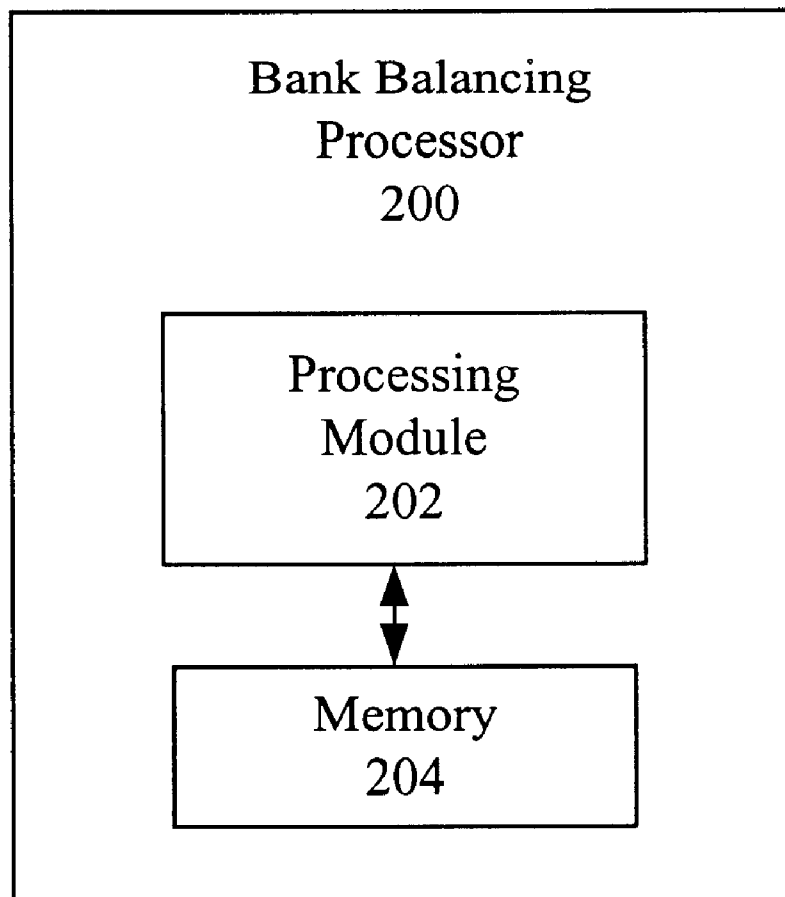 Bank Balancing
Processor
200
Processing
Module
202
Memory
204